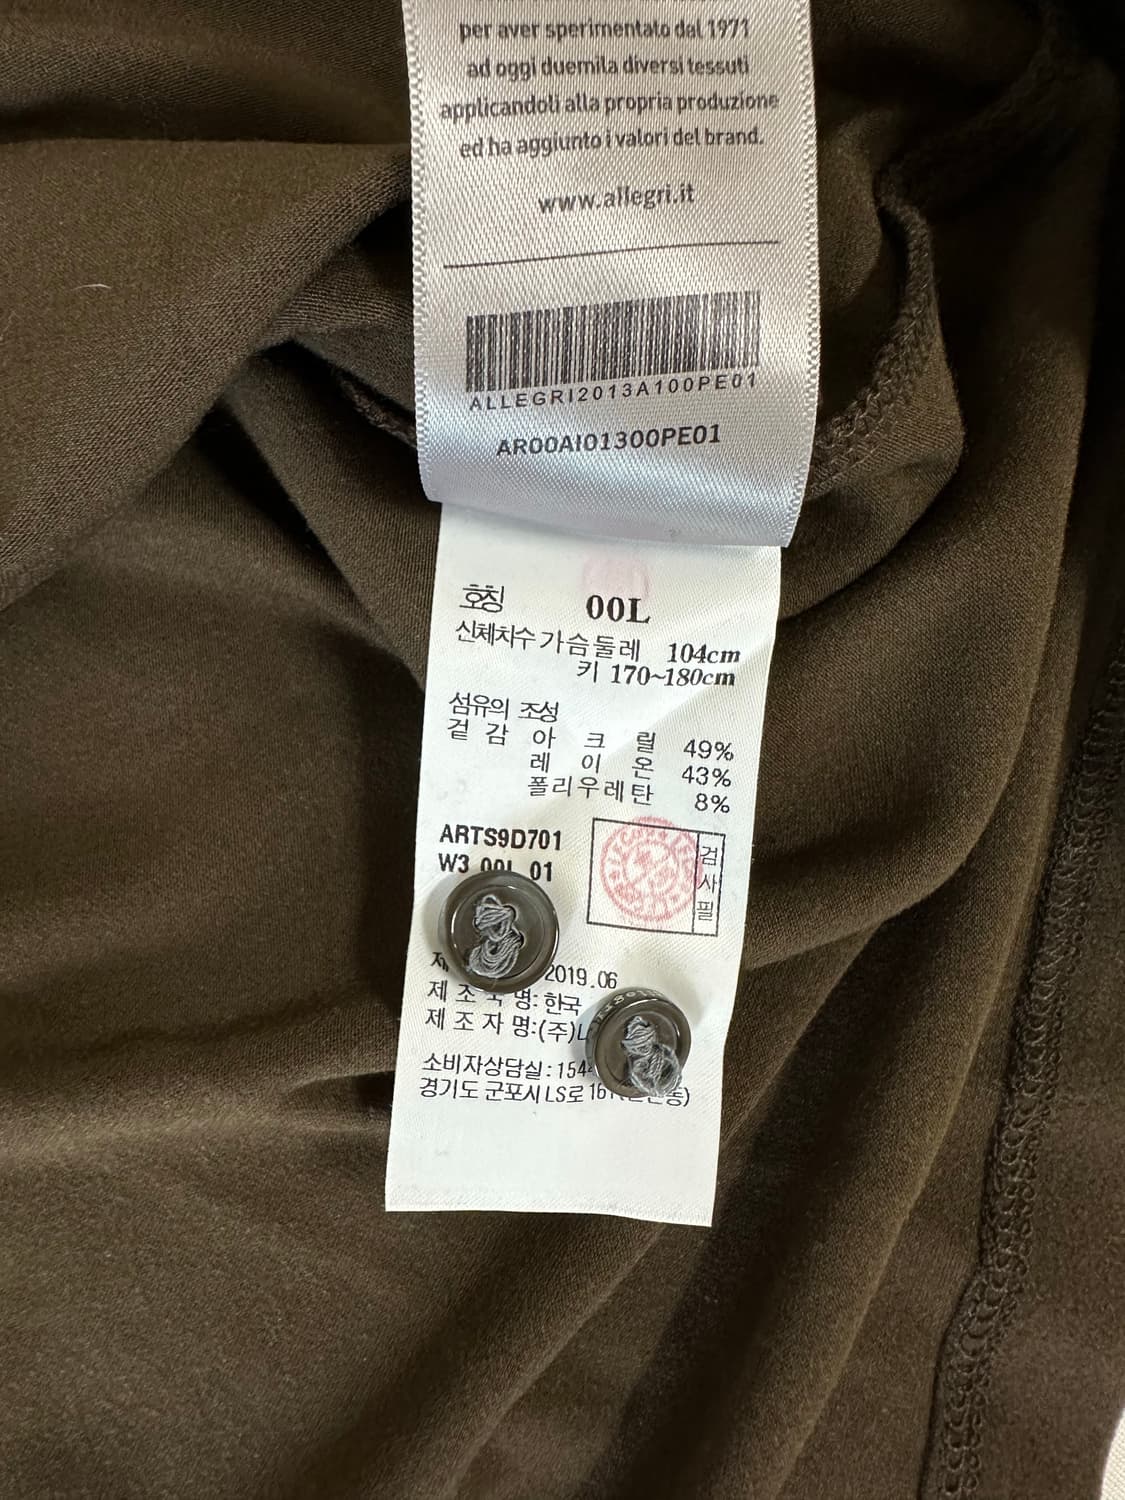 per aver sperimentato dal 1971
ad oggi duemila diversi tessuti
applicandoli alla propria produzione
ed ha aggiunto i valori del brand.
www.allegri.it
ALLEGRI2013A100PE01
AR00AI01300PE01
호칭 00L
신체치수 가슴둘레 104cm
키 170~180cm
섬유의 조성
겉감 아크릴 49%
레이온 43%
폴리우레탄 8%
ARTS9D701
W3 00L 01
검사필
2019.06
제조국명: 한국
제조자명:(주)L
소비자상담실: 154
경기도 군포시 LS로